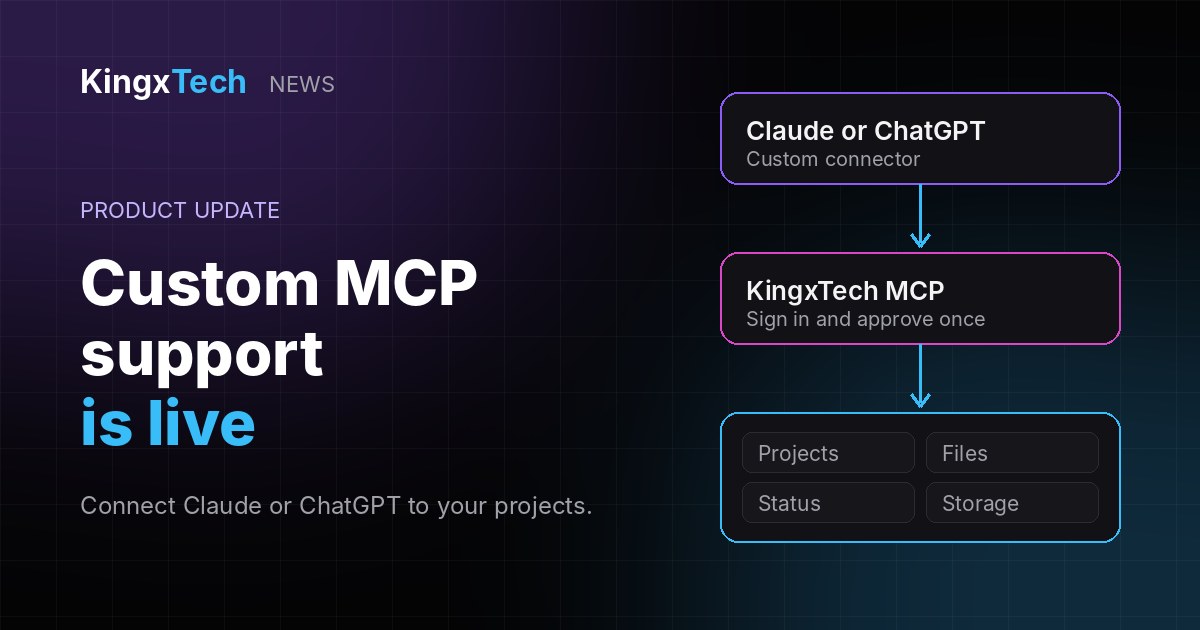 KingxTech NEWS
PRODUCT UPDATE
Custom MCP
support
is live
Connect Claude or ChatGPT to your projects.
Claude or ChatGPT
Custom connector
KingxTech MCP
Sign in and approve once
Projects
Files
Status
Storage